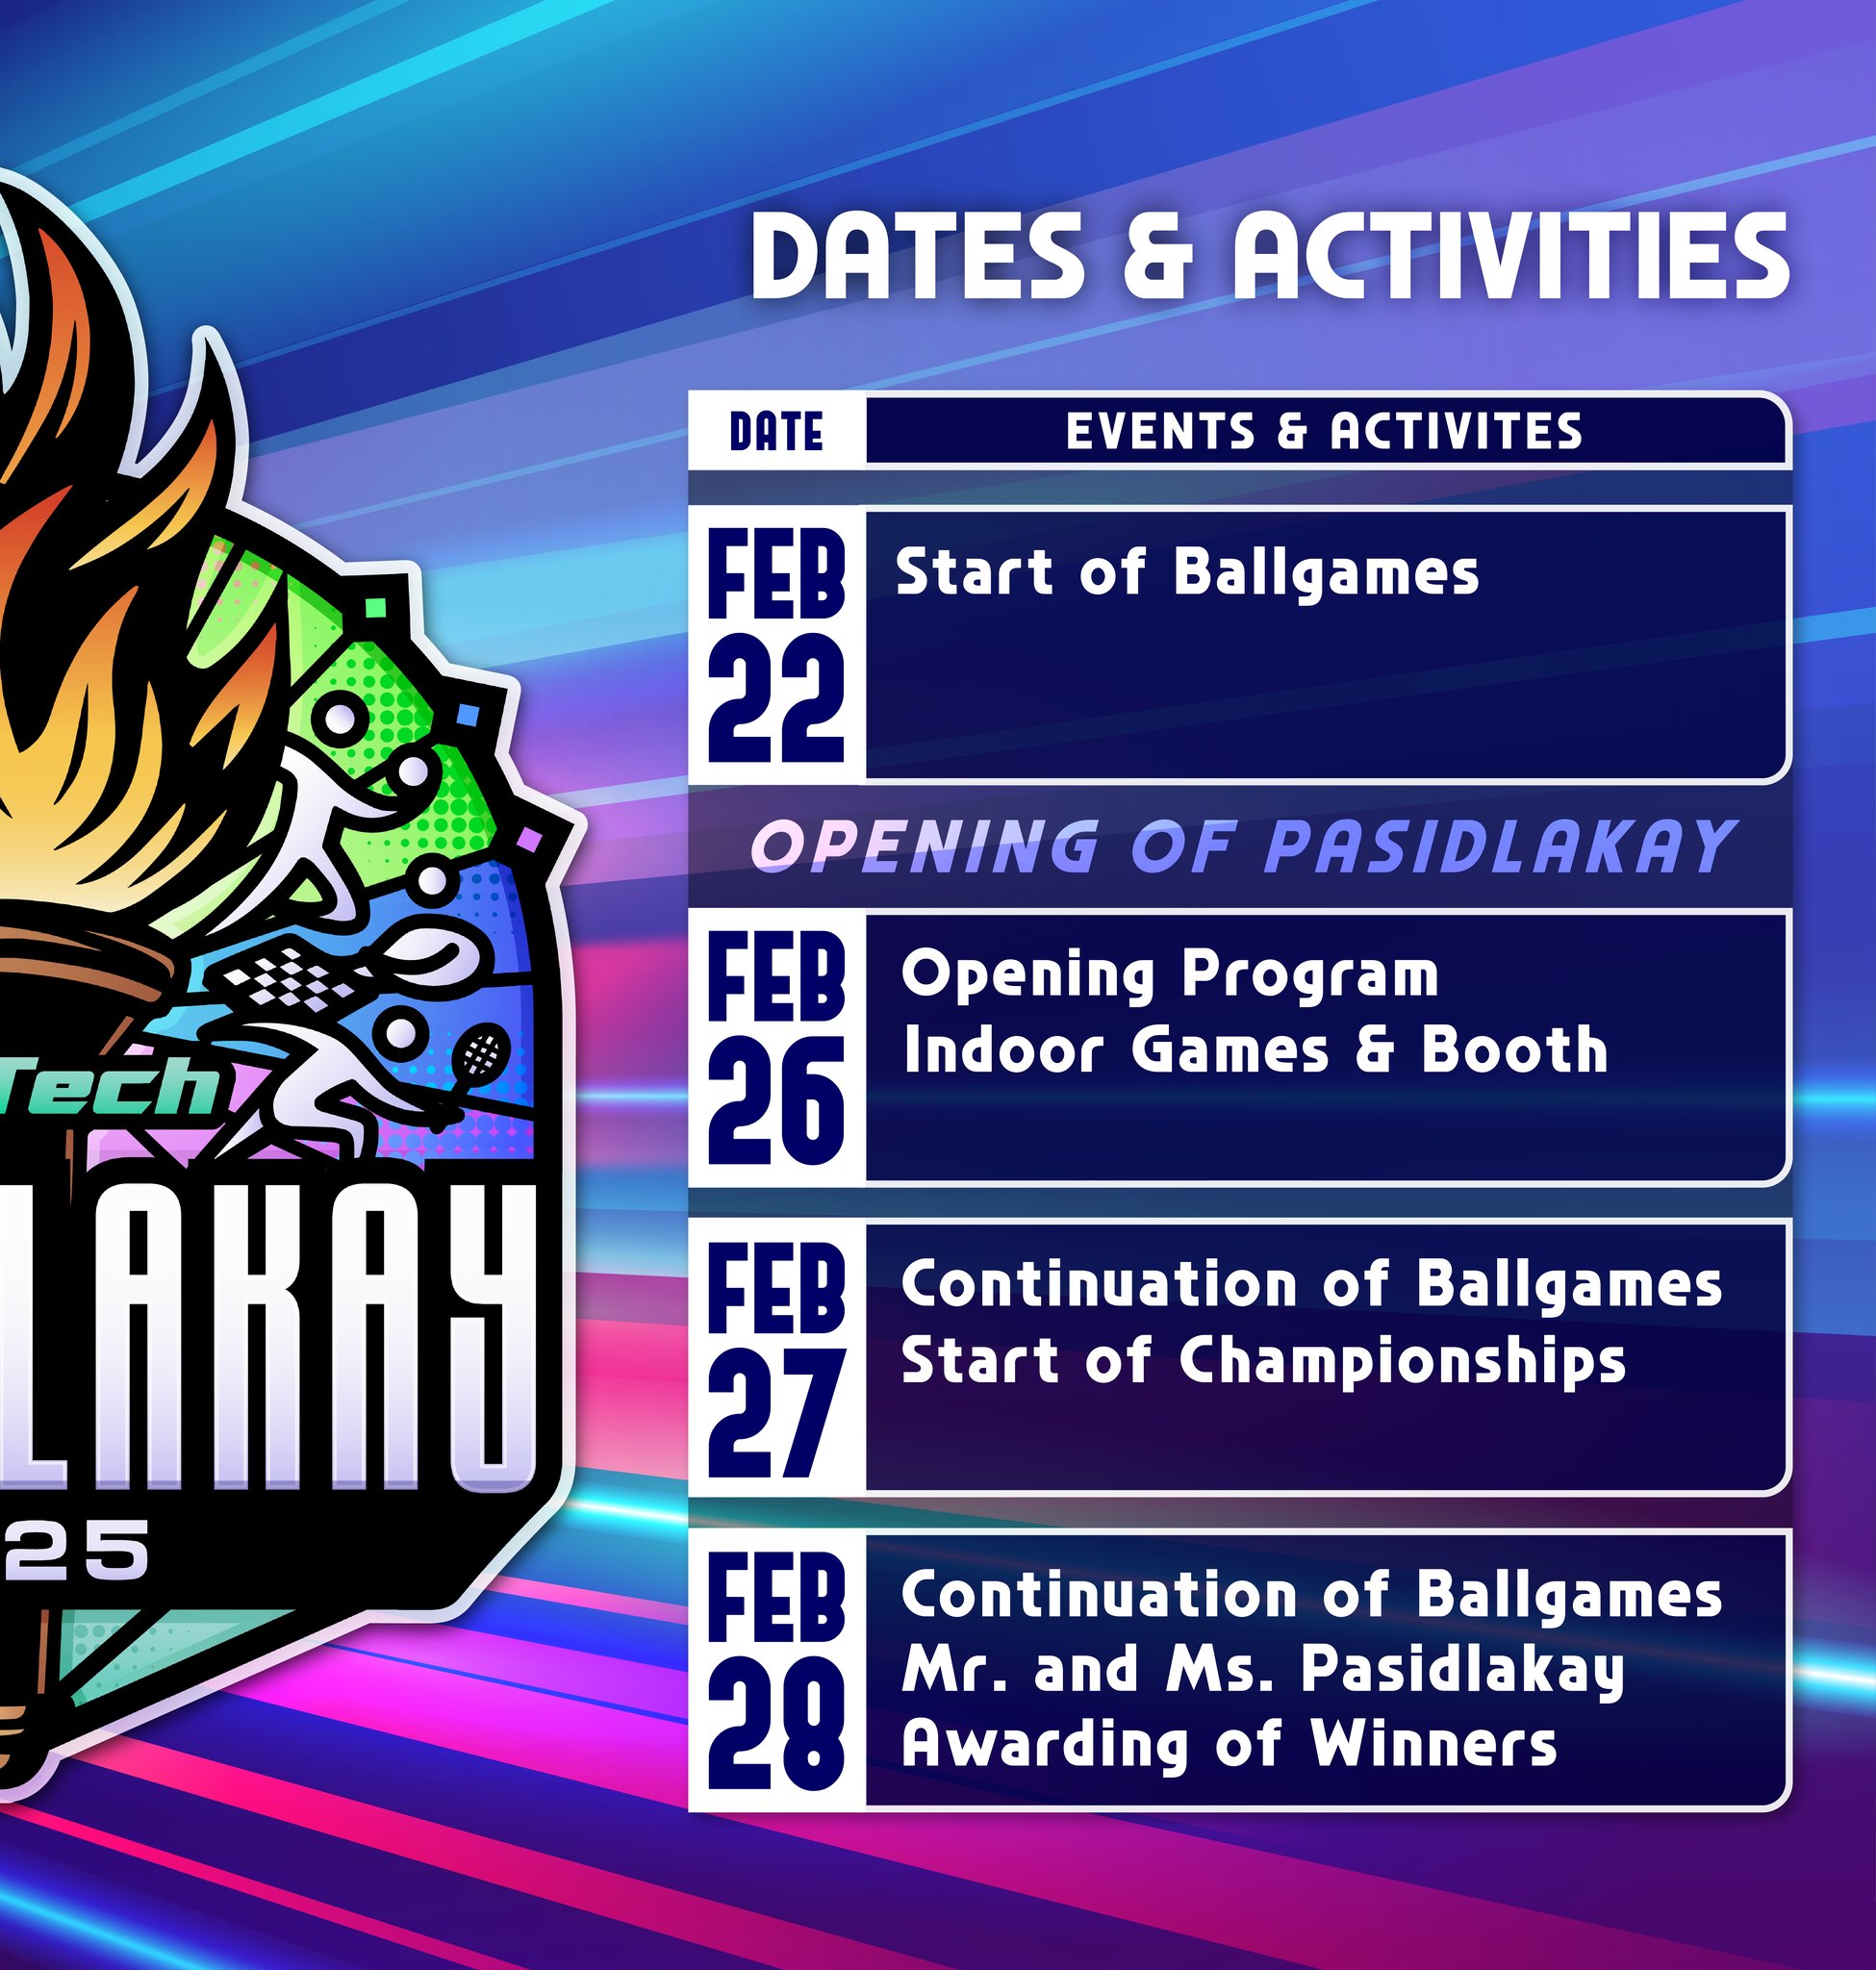 DATES & ACTIVITIES
DATE
EVENTS & ACTIVITES
FEB
22
Start of Ballgames
OPENING OF PASIDLAKAY
FEB
26
Opening Program
Indoor Games & Booth
FEB
27
Continuation of Ballgames
Start of Championships
FEB
28
Continuation of Ballgames
Mr. and Ms. Pasidlakay
Awarding of Winners
Tech
LAKAY
25